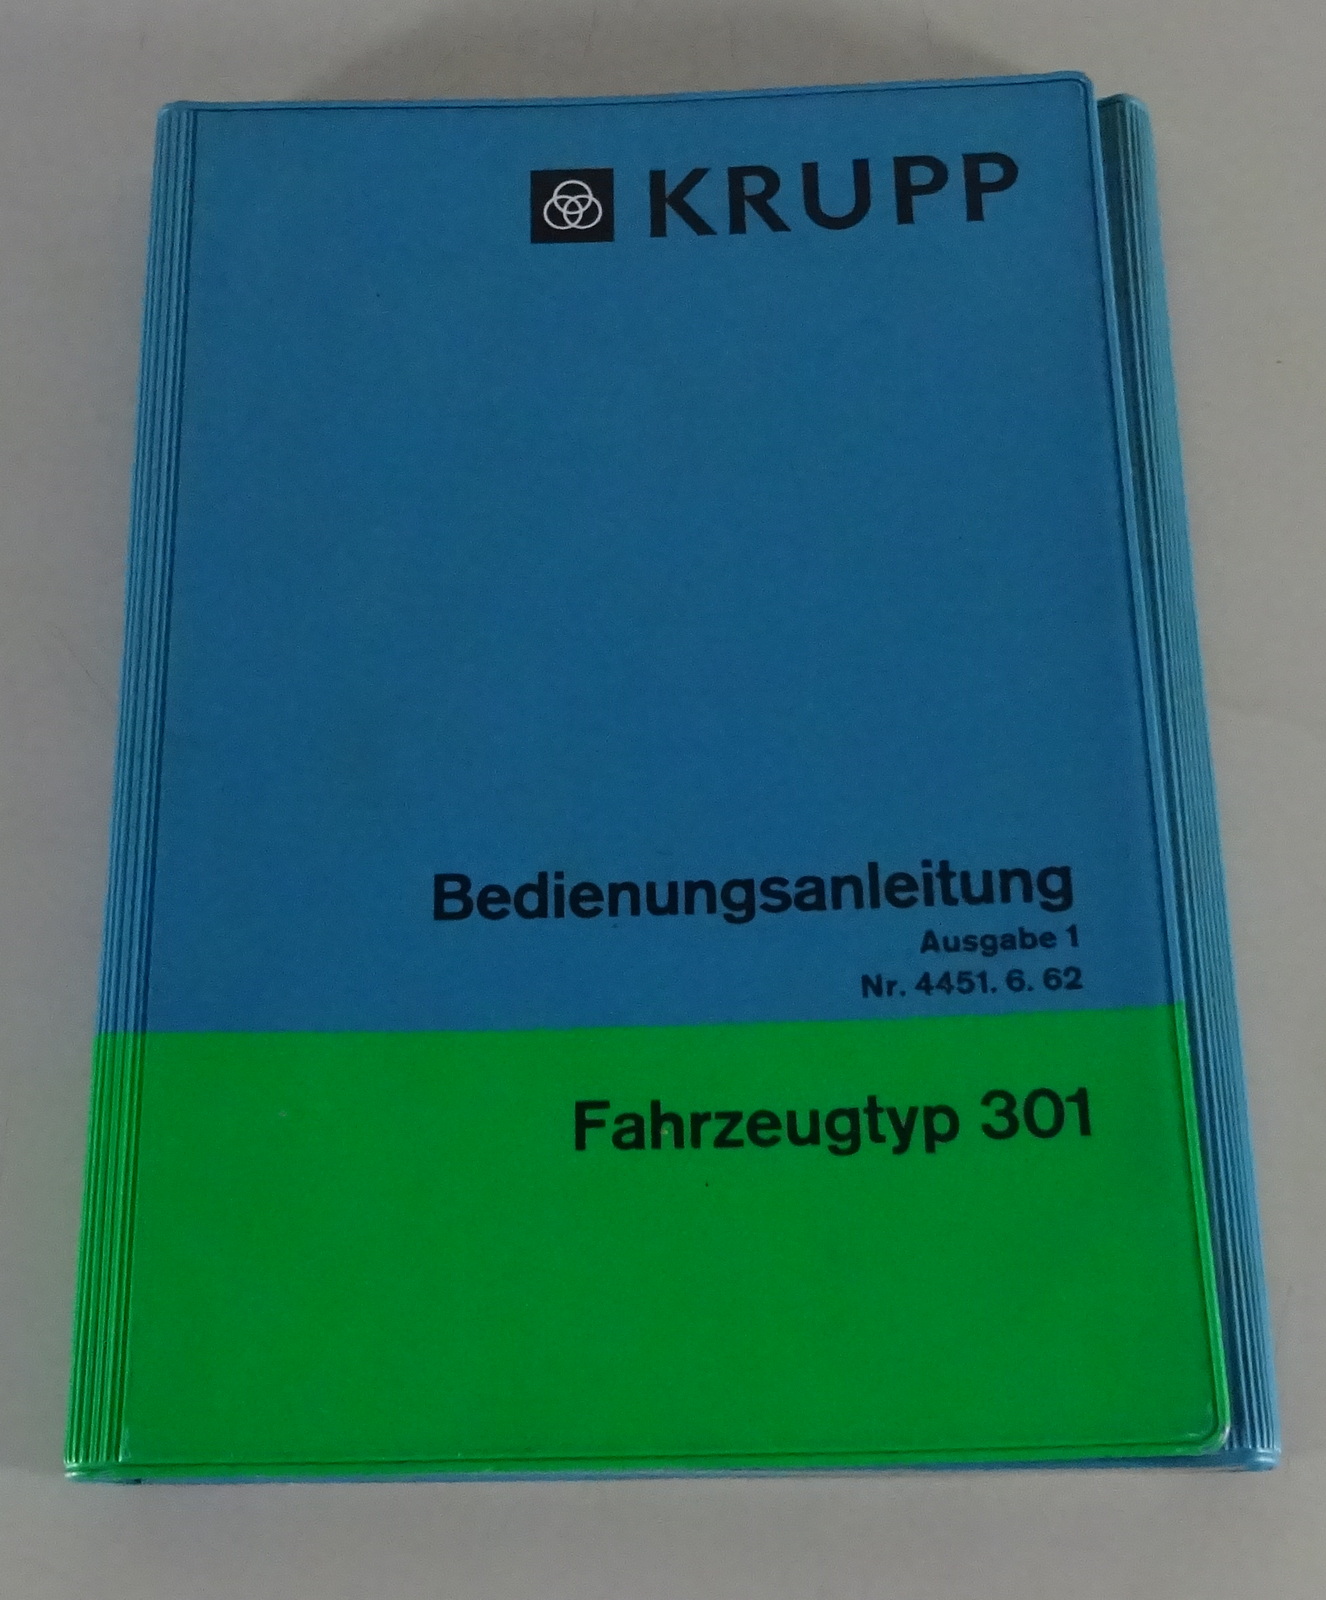 KRUPP
Bedienungsanleitung
Ausgabe 1
Nr. 4451. 6. 62
Fahrzeugtyp 301